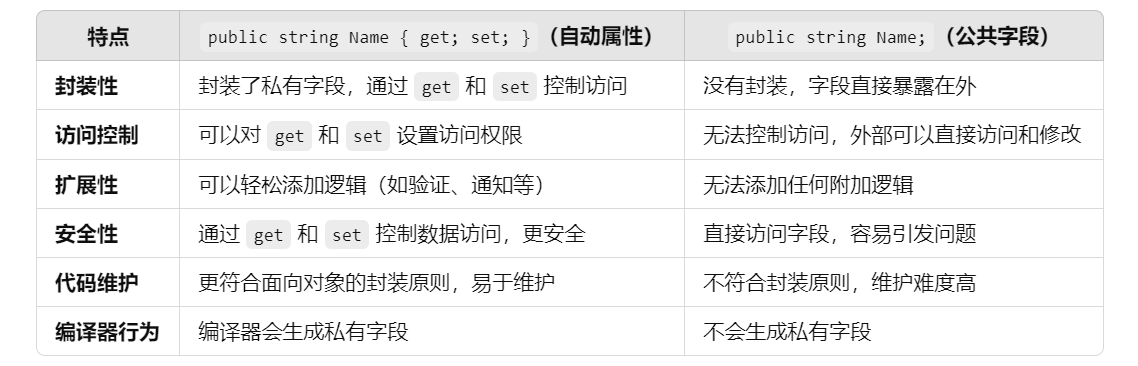 特点 public string Name { get; set; } （自动属性） public string Name; （公共字段）
封装性 封装了私有字段，通过 get 和 set 控制访问 没有封装，字段直接暴露在外
访问控制 可以对 get 和 set 设置访问权限 无法控制访问，外部可以直接访问和修改
扩展性 可以轻松添加逻辑（如验证、通知等） 无法添加任何附加逻辑
安全性 通过 get 和 set 控制数据访问，更安全 直接访问字段，容易引发问题
代码维护 更符合面向对象的封装原则，易于维护 不符合封装原则，维护难度高
编译器行为 编译器会生成私有字段 不会生成私有字段